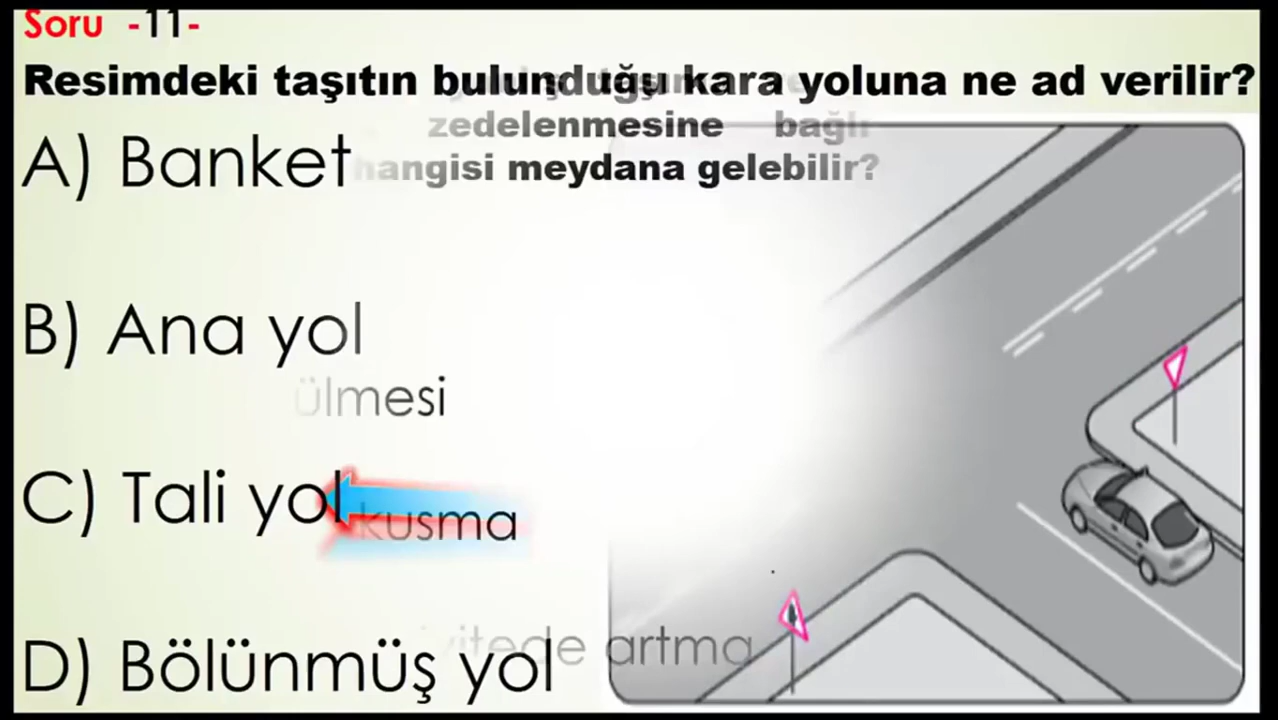 Soru -11-
Resimdeki taşıtın bulunduğu kara yoluna ne ad verilir?
zedelenmesine bağlı
hangisi meydana gelebilir?
A) Banket
B) Ana yol
ülmesi
C) Tali yol
kusma
artma
D) Bölünmüş yol